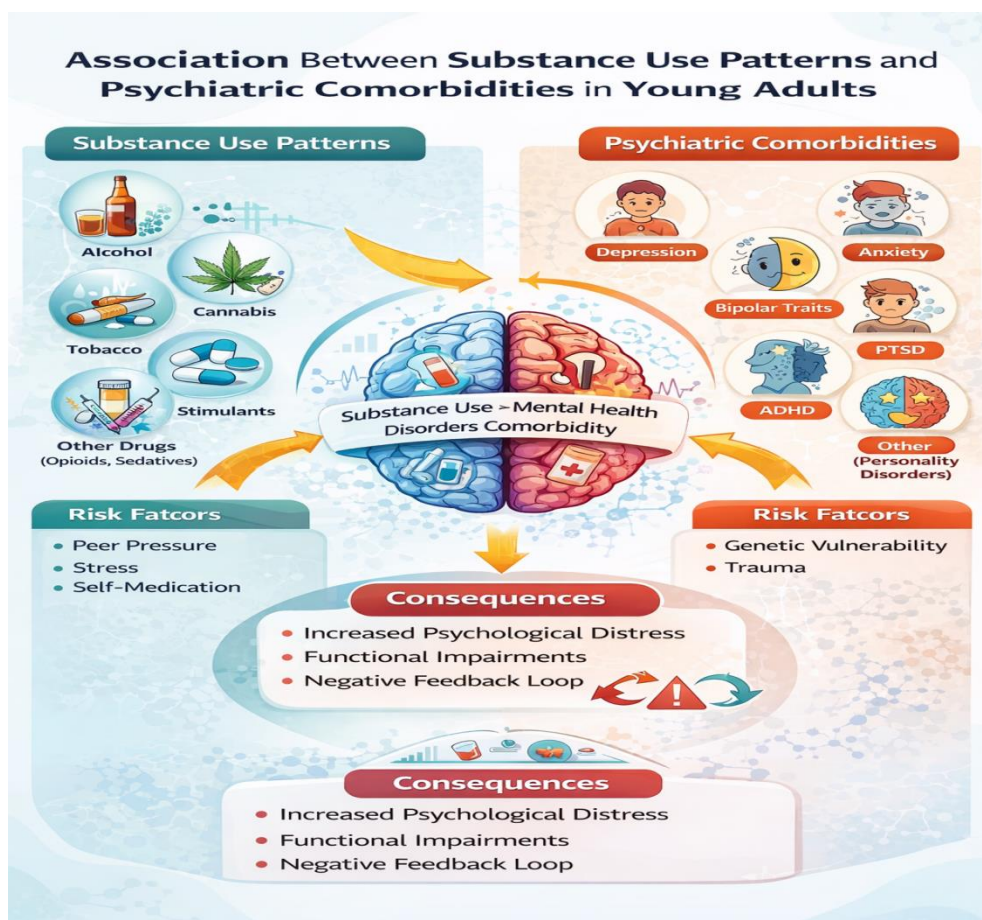 Association Between Substance Use Patterns and
Psychiatric Comorbidities in Young Adults
Substance Use Patterns
Alcohol
Cannabis
Tobacco
Stimulants
Other Drugs
(Opioids, Sedatives)
Psychiatric Comorbidities
Depression
Anxiety
Bipolar Traits
PTSD
ADHD
Other
(Personality
Disorders)
Substance Use > Mental Health
Disorders Comorbidity
Risk Fatcors
• Peer Pressure
• Stress
• Self-Medication
Risk Fatcors
• Genetic Vulnerability
• Trauma
Consequences
• Increased Psychological Distress
• Functional Impairments
• Negative Feedback Loop
!
Consequences
• Increased Psychological Distress
• Functional Impairments
• Negative Feedback Loop